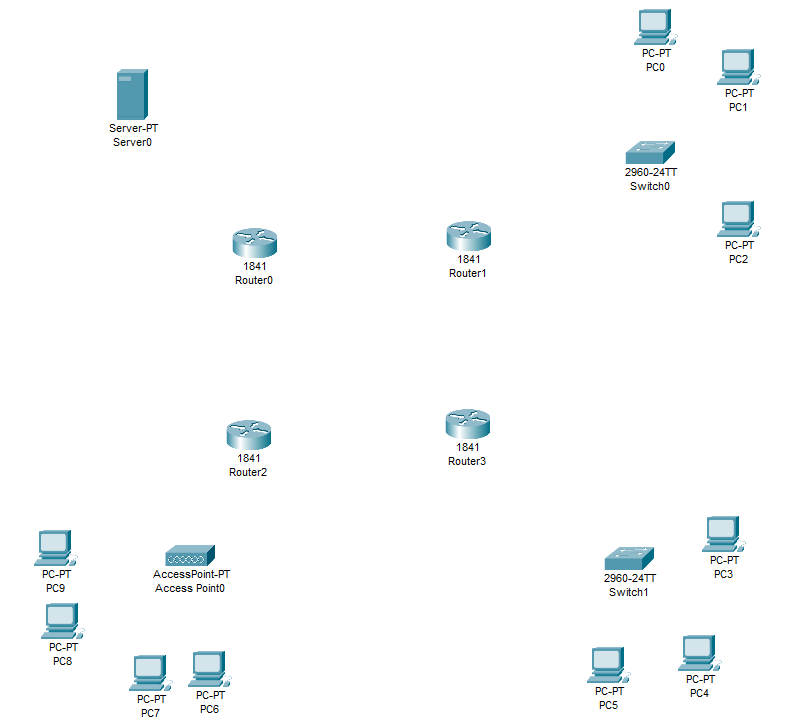 PC-PT
PC0
PC-PT
PC1
Server-PT
Server0
2960-24TT
Switch0
PC-PT
PC2
1841
Router0
1841
Router1
1841
Router2
1841
Router3
PC-PT
PC9
AccessPoint-PT
Access Point0
2960-24TT
Switch1
PC-PT
PC3
PC-PT
PC8
PC-PT
PC7
PC-PT
PC6
PC-PT
PC5
PC-PT
PC4